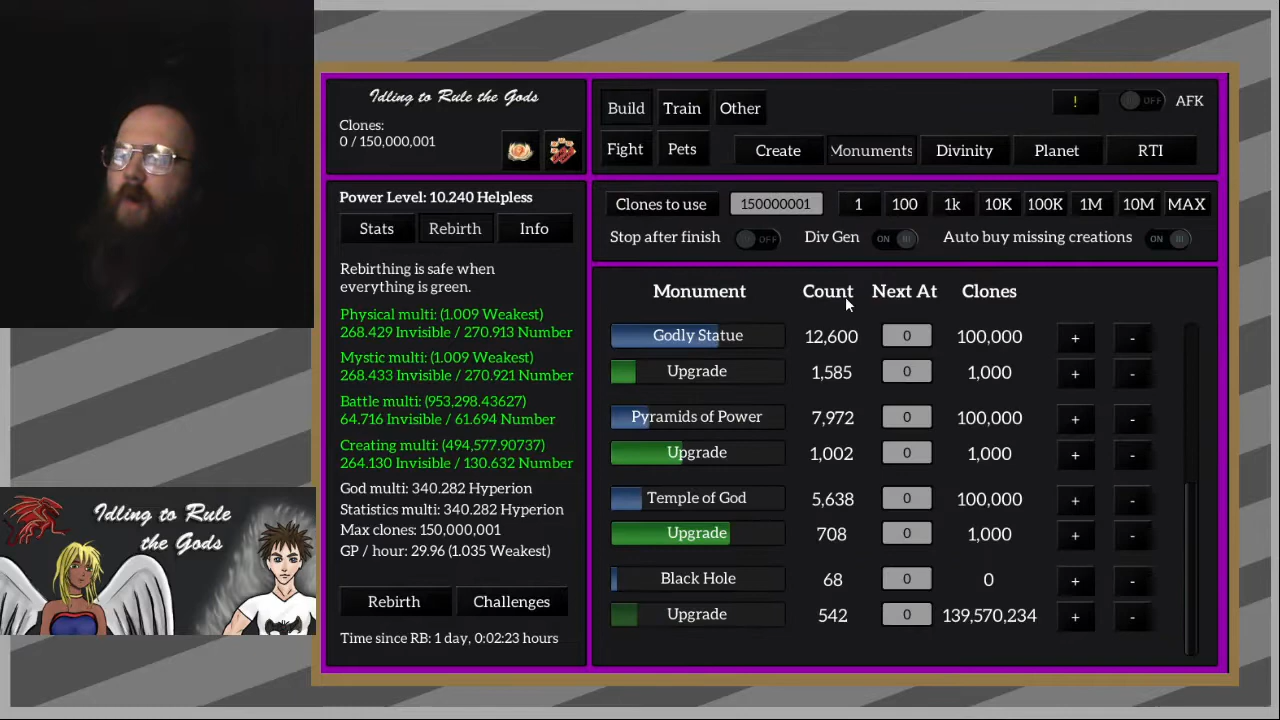 Idling to Rule the Gods
Clones:
0 / 150,000,001
Build
Train
Other
!
OFF
AFK
Fight
Pets
Create
Monuments
Divinity
Planet
RTI
Power Level: 10.240 Helpless
Stats
Rebirth
Info
Rebirthing is safe when
everything is green.
Physical multi: (1.009 Weakest)
268.429 Invisible / 270.913 Number
Mystic multi: (1.009 Weakest)
268.433 Invisible / 270.921 Number
Battle multi: (953,298.43627)
64.716 Invisible / 61.694 Number
Creating multi: (494,577.90737)
264.130 Invisible / 130.632 Number
God multi: 340.282 Hyperion
Statistics multi: 340.282 Hyperion
Max clones: 150,000,001
GP / hour: 29.96 (1.035 Weakest)
Rebirth
Challenges
Time since RB: 1 day, 0:02:23 hours
Clones to use
150000001
1
100
1k
10K
100K
1M
10M
MAX
Stop after finish
OFF
Div Gen
ON
Auto buy missing creations
ON
Monument Count Next At Clones
Godly Statue 12,600 0 100,000 + -
Upgrade 1,585 0 1,000 + -
Pyramids of Power 7,972 0 100,000 + -
Upgrade 1,002 0 1,000 + -
Temple of God 5,638 0 100,000 + -
Upgrade 708 0 1,000 + -
Black Hole 68 0 0 + -
Upgrade 542 0 139,570,234 + -
Idling to Rule
the Gods